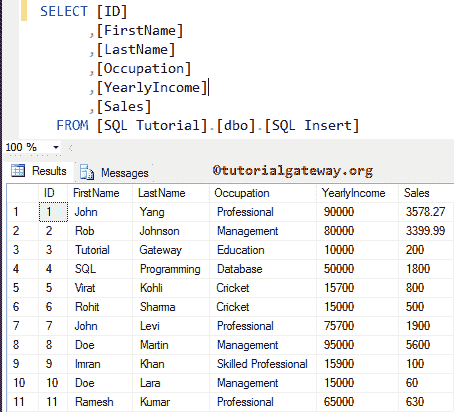 SELECT [ID]
,[FirstName]
,[LastName]
,[Occupation]
,[YearlyIncome]
,[Sales]
FROM [SQL Tutorial].[dbo].[SQL Insert]
100 %
Results Messages ©tutorialgateway.org
ID FirstName LastName Occupation YearlyIncome Sales
1 1 John Yang Professional 90000 3578.27
2 2 Rob Johnson Management 80000 3399.99
3 3 Tutorial Gateway Education 10000 200
4 4 SQL Programming Database 50000 1800
5 5 Virat Kohli Cricket 15700 800
6 6 Rohit Sharma Cricket 15000 500
7 7 John Levi Professional 75700 1900
8 8 Doe Martin Management 95000 5600
9 9 Imran Khan Skilled Professional 15900 100
10 10 Doe Lara Management 15000 60
11 11 Ramesh Kumar Professional 65000 630